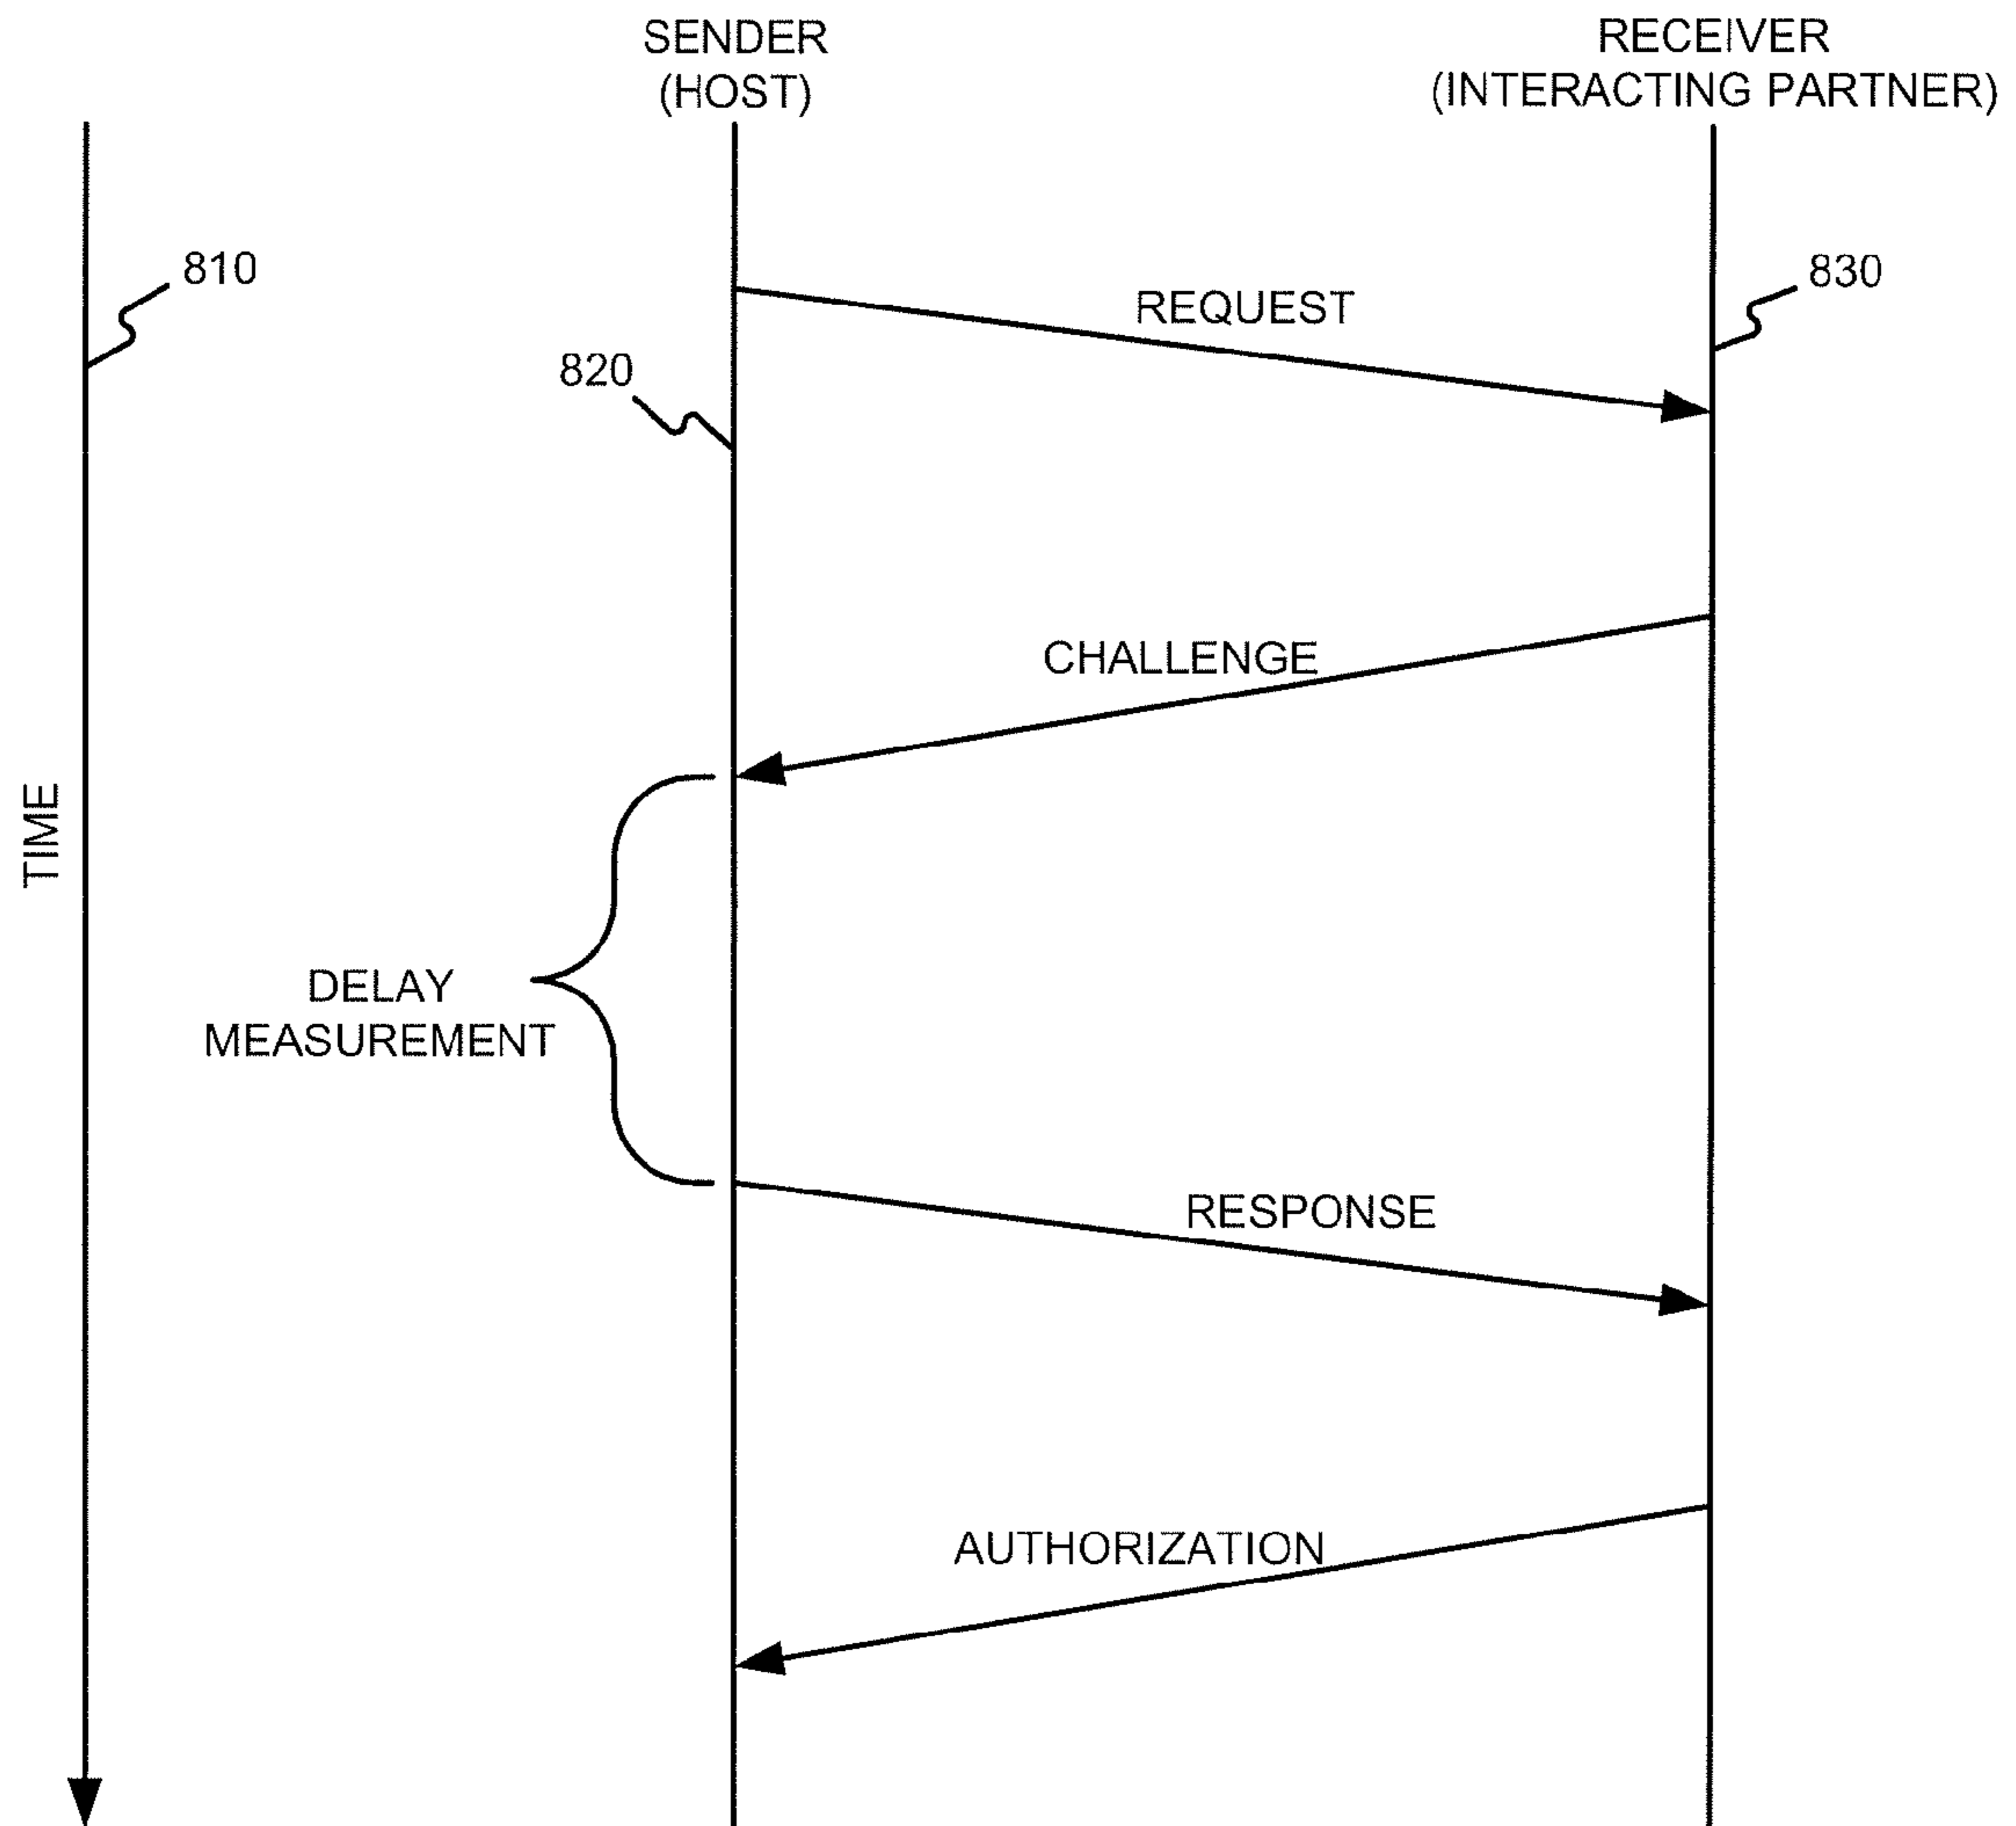 SENDER
(HOST)
RECEIVER
(INTERACTING PARTNER)
810
830
REQUEST
820
CHALLENGE
TIME
DELAY
MEASUREMENT
RESPONSE
AUTHORIZATION